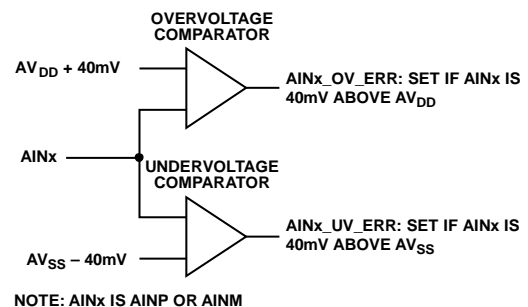 OVERVOLTAGE
COMPARATOR
AVDD + 40mV
AINx_OV_ERR: SET IF AINx IS
40mV ABOVE AVDD
AINx
UNDERVOLTAGE
COMPARATOR
AINx_UV_ERR: SET IF AINx IS
40mV ABOVE AVSS
AVSS – 40mV
NOTE: AINx IS AINP OR AINM